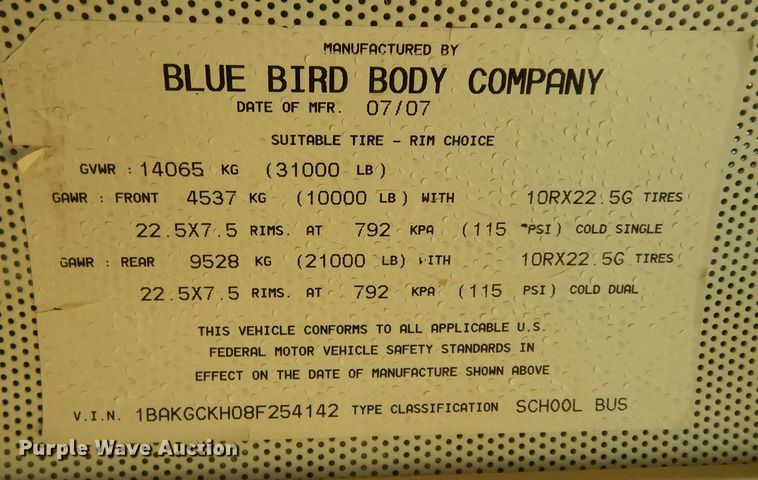 MANUFACTURED BY
BLUE BIRD BODY COMPANY
DATE OF MFR. 07/07
SUITABLE TIRE - RIM CHOICE
GVWR : 14065 KG (31000 LB)
GAWR : FRONT 4537 KG (10000 LB) WITH 10RX22.5G TIRES
22.5X7.5 RIMS. AT 792 KPA (115 PSI) COLD SINGLE
GAWR : REAR 9528 KG (21000 LB) WITH 10RX22.5G TIRES
22.5X7.5 RIMS. AT 792 KPA (115 PSI) COLD DUAL
THIS VEHICLE CONFORMS TO ALL APPLICABLE U.S.
FEDERAL MOTOR VEHICLE SAFETY STANDARDS IN
EFFECT ON THE DATE OF MANUFACTURE SHOWN ABOVE
V.I.N. 1BAKGCKH08F254142 TYPE CLASSIFICATION SCHOOL BUS
Purple Wave Auction